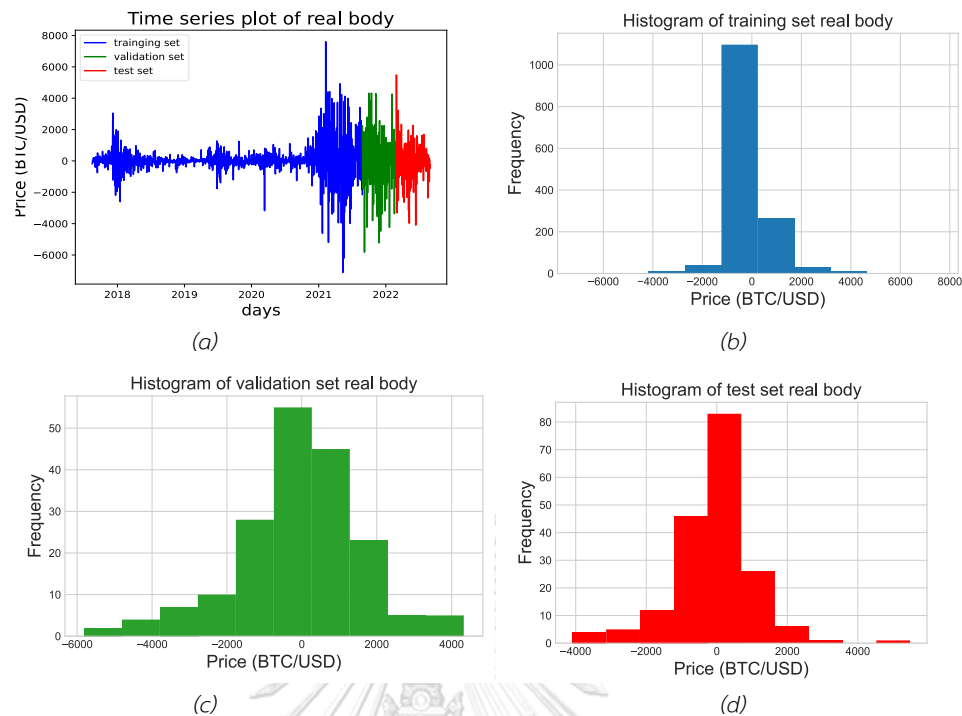 Time series plot of real body
Price (BTC/USD)
8000
6000
4000
2000
0
−2000
−4000
−6000
trainging set
validation set
test set
2018
2019
2020
2021
2022
days
(a)
Histogram of training set real body
Frequency
1000
800
600
400
200
0
−6000
−4000
−2000
0
2000
4000
6000
8000
Price (BTC/USD)
(b)
Histogram of validation set real body
Frequency
50
40
30
20
10
0
−6000
−4000
−2000
0
2000
4000
Price (BTC/USD)
(c)
Histogram of test set real body
Frequency
80
70
60
50
40
30
20
10
0
−4000
−2000
0
2000
4000
Price (BTC/USD)
(d)